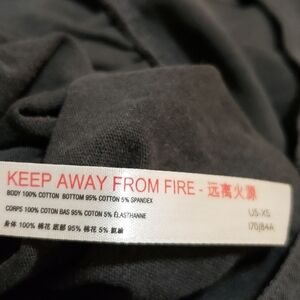 KEEP AWAY FROM FIRE - 远离火源
BODY 100% COTTON BOTTOM 95% COTTON 5% SPANDEX
CORPS 100% COTON BAS 95% COTON 5% ÉLASTHANNE
身体 100% 棉花 底部 95% 棉花 5% 氨纶
US-XS
170/84A